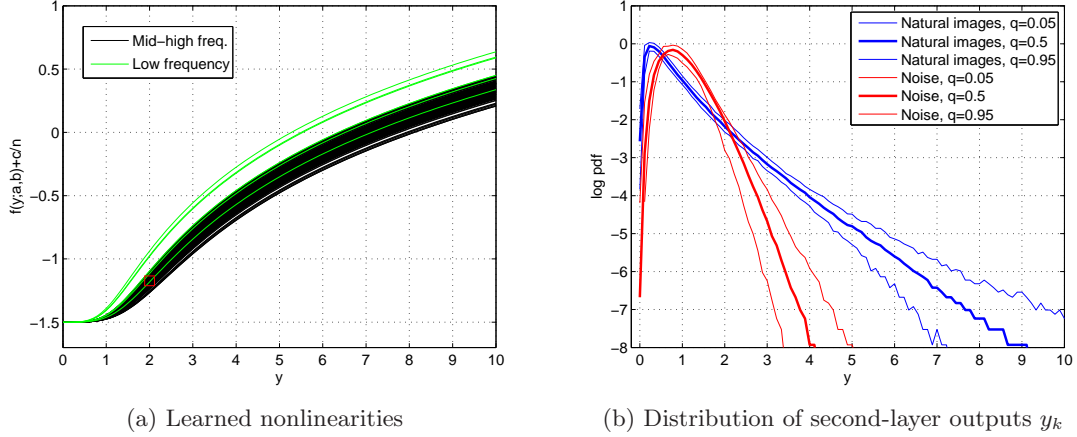 1
0.5
0
−0.5
−1
−1.5
0 1 2 3 4 5 6 7 8 9 10
y
f(y;a,b)+c/n
Mid−high freq.
Low frequency
(a) Learned nonlinearities
1
0
−1
−2
−3
−4
−5
−6
−7
−8
0 1 2 3 4 5 6 7 8 9 10
y
log pdf
Natural images, q=0.05
Natural images, q=0.5
Natural images, q=0.95
Noise, q=0.05
Noise, q=0.5
Noise, q=0.95
(b) Distribution of second-layer outputs yk